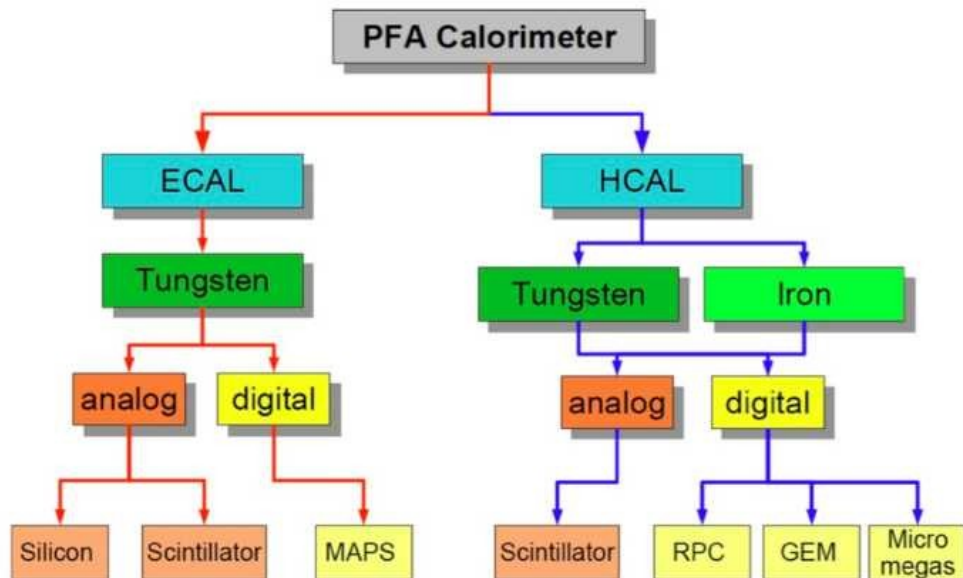 PFA Calorimeter
ECAL
HCAL
Tungsten
Tungsten
Iron
analog
digital
analog
digital
Silicon
Scintillator
MAPS
Scintillator
RPC
GEM
Micro
megas